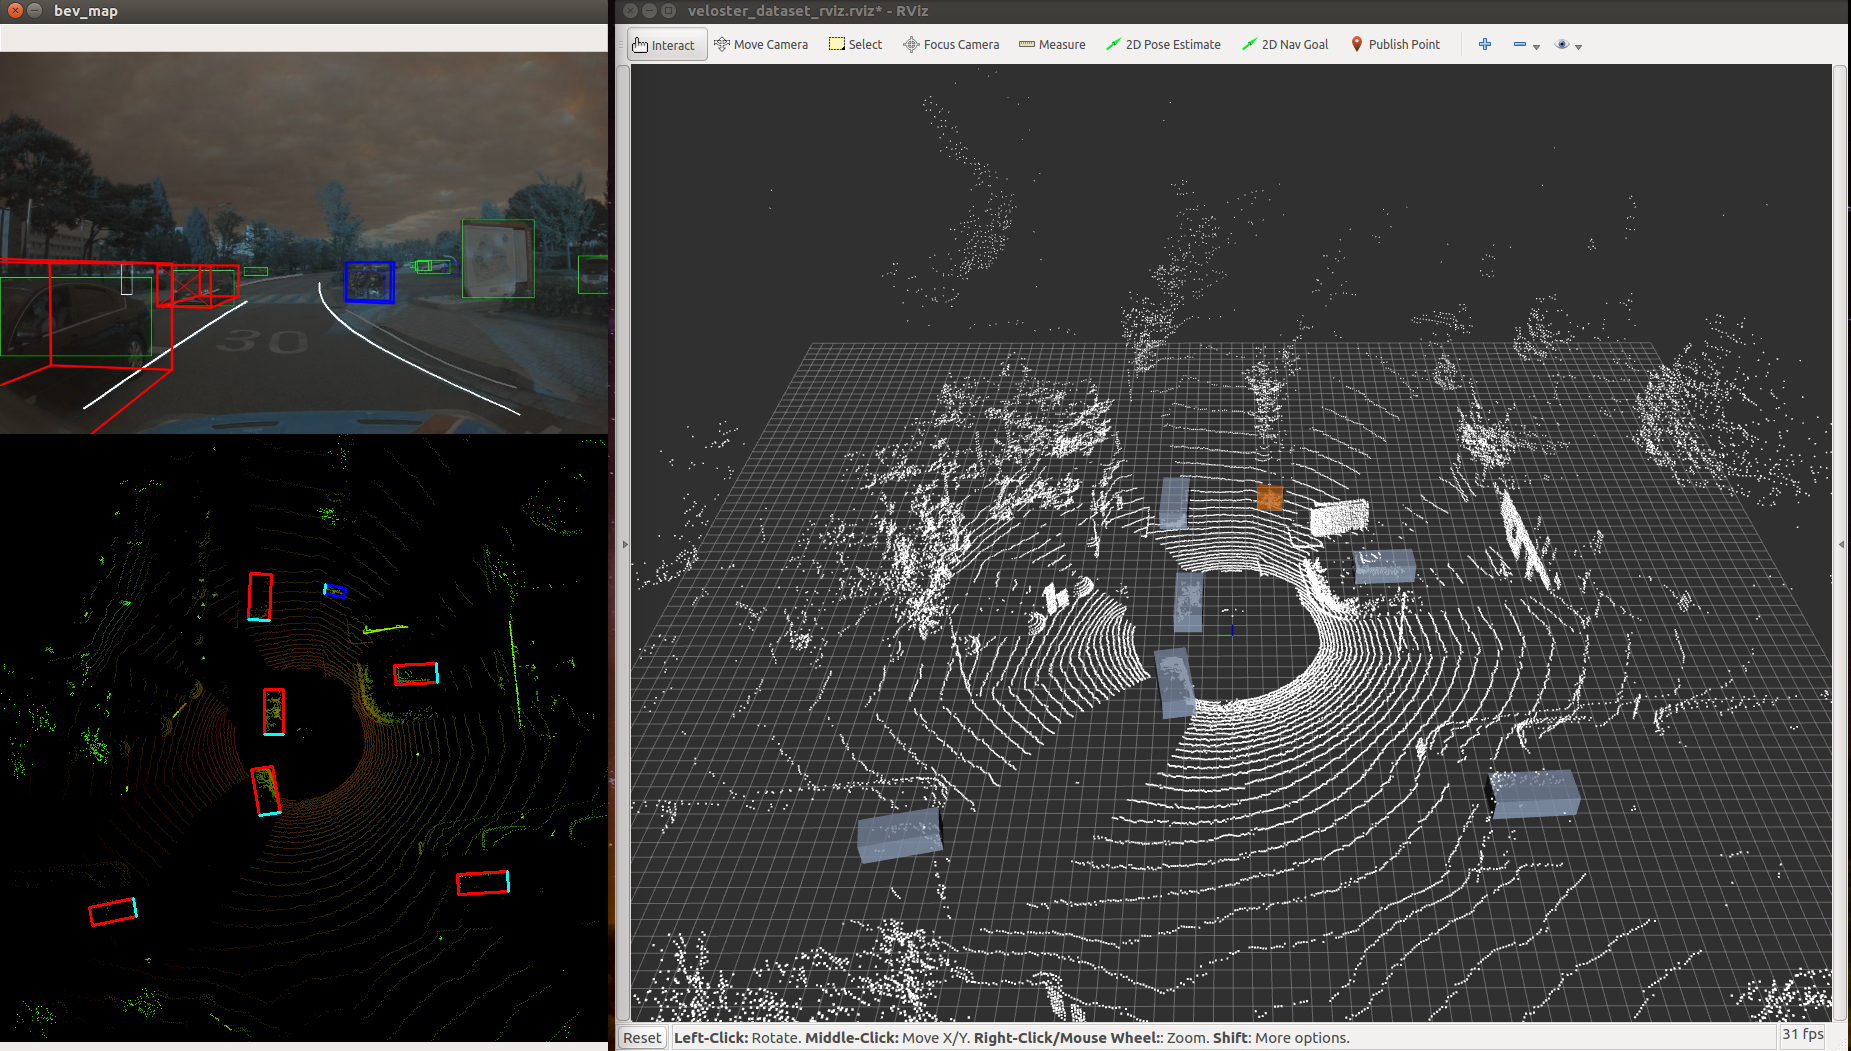 bev_map
veloster_dataset_rviz.rviz* - RViz
Interact
Move Camera
Select
Focus Camera
Measure
2D Pose Estimate
2D Nav Goal
Publish Point
30
Reset
Left-Click: Rotate. Middle-Click: Move X/Y. Right-Click/Mouse Wheel:: Zoom. Shift: More options.
31 fps